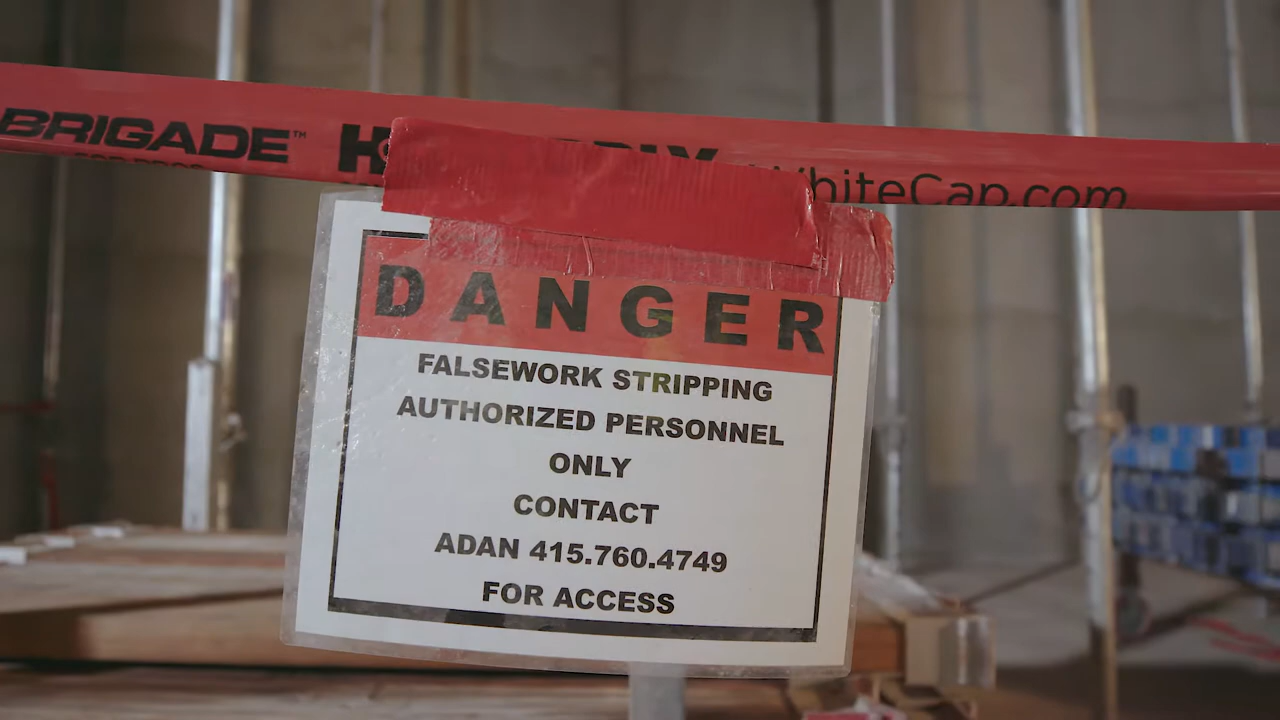 BRIGADE™
WhiteCap.com
DANGER
FALSEWORK STRIPPING
AUTHORIZED PERSONNEL
ONLY
CONTACT
ADAN 415.760.4749
FOR ACCESS